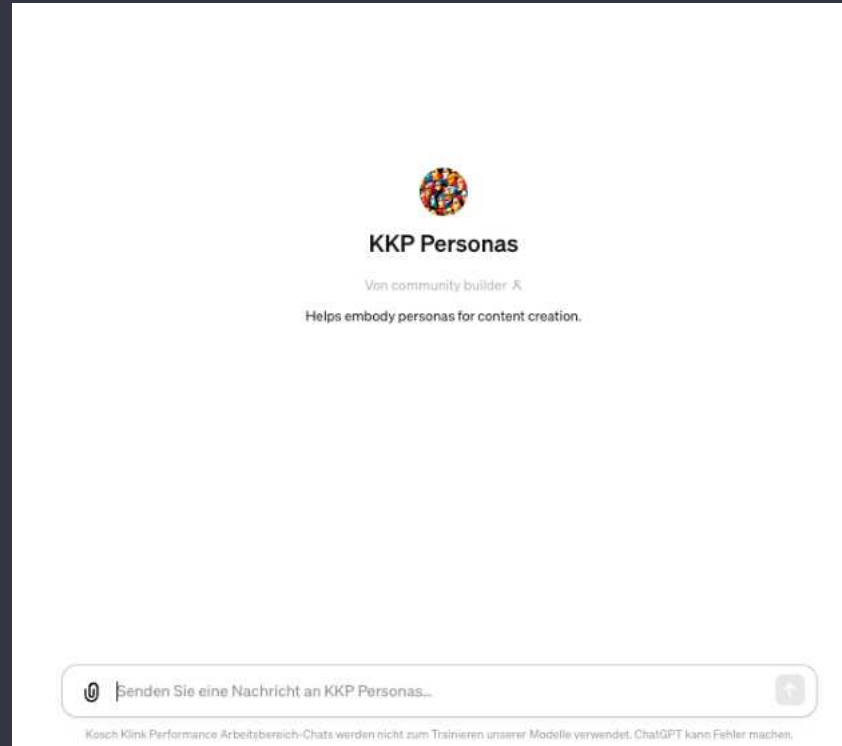 KKP Personas
Von community builder
Helps embody personas for content creation.
Senden Sie eine Nachricht an KKP Personas...
Kosch Klink Performance Arbeitsbereich-Chats werden nicht zum Trainieren unserer Modelle verwendet. ChatGPT kann Fehler machen.